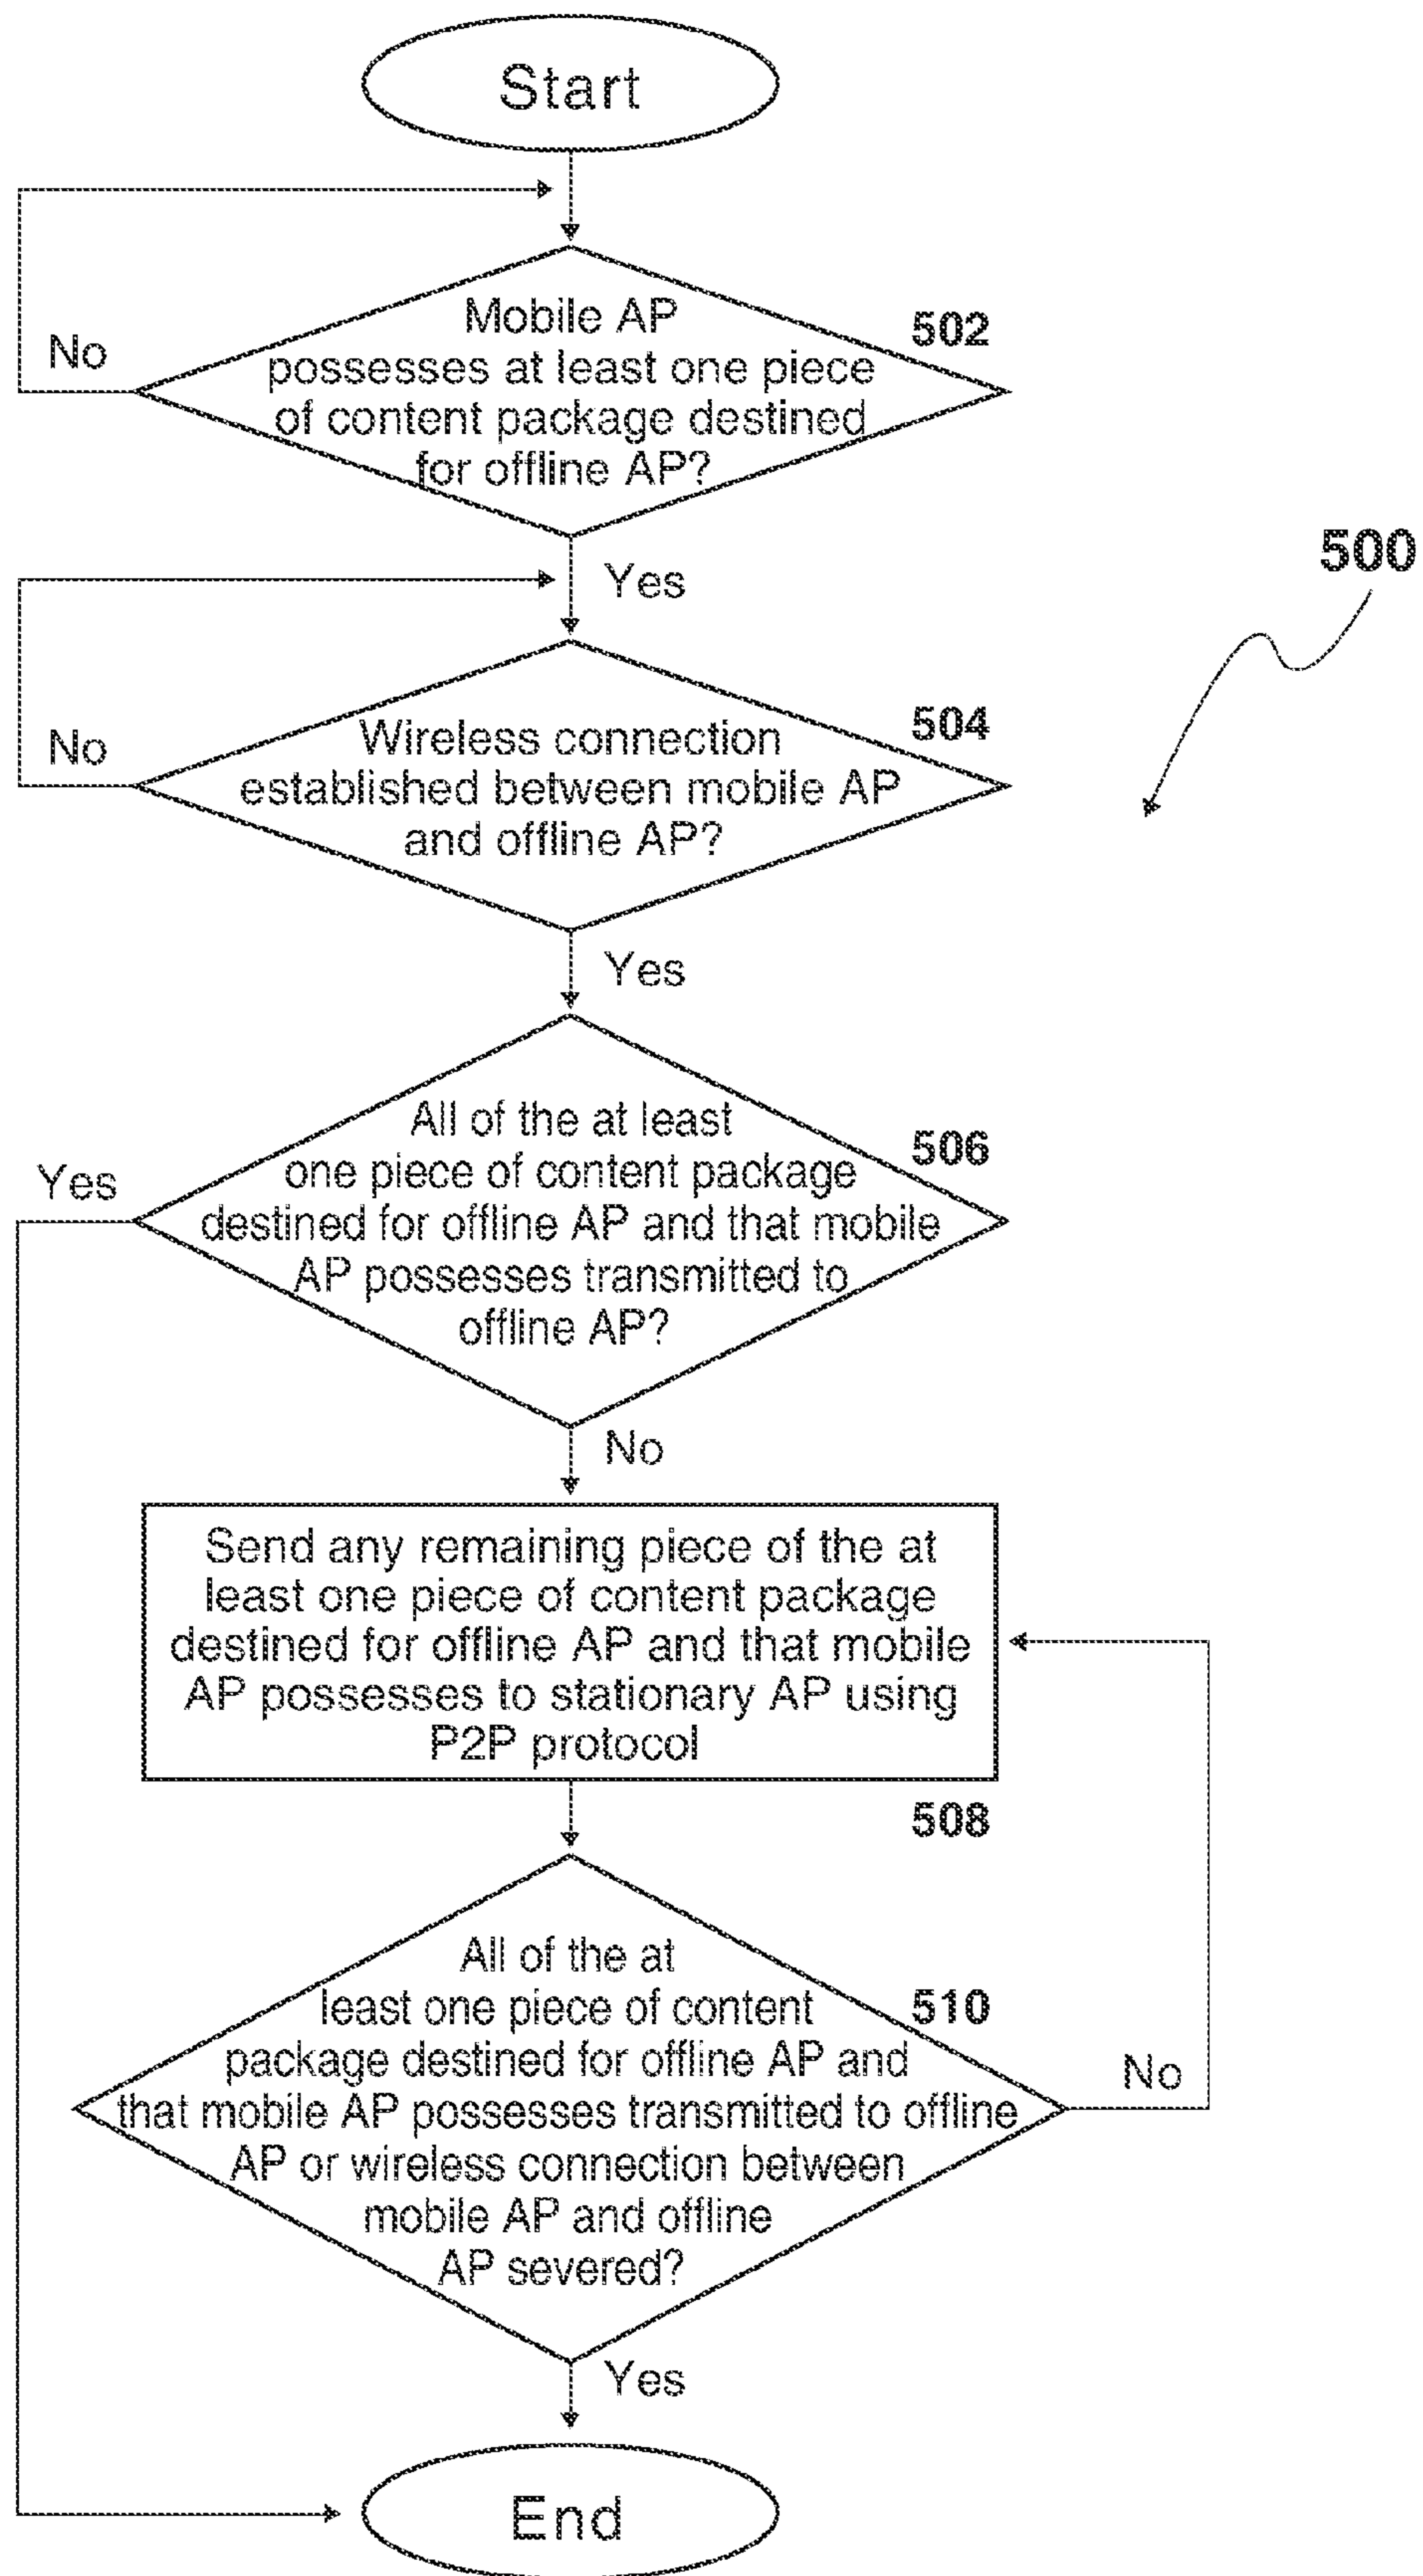 Start
Mobile AP
possesses at least one piece
of content package destined
for offline AP?
502
No
Yes
500
Wireless connection
established between mobile AP
and offline AP?
504
No
Yes
All of the at least
one piece of content package
destined for offline AP and that mobile
AP possesses transmitted to
offline AP?
506
Yes
No
Send any remaining piece of the at
least one piece of content package
destined for offline AP and that mobile
AP possesses to stationary AP using
P2P protocol
508
All of the at
least one piece of content
package destined for offline AP and
that mobile AP possesses transmitted to offline
AP or wireless connection between
mobile AP and offline
AP severed?
510
No
Yes
End